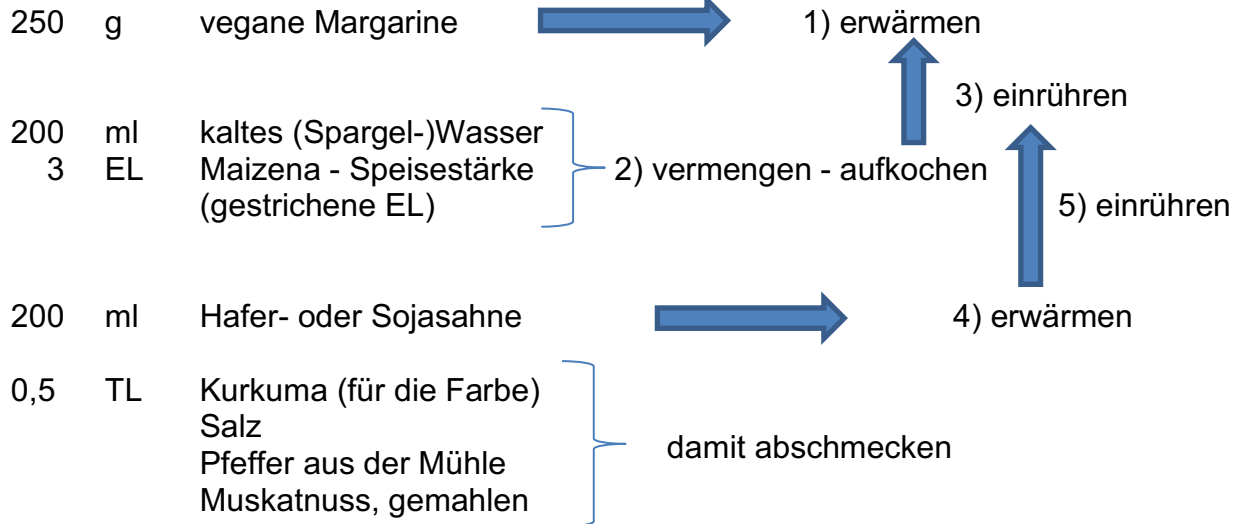 250 g vegane Margarine 1) erwärmen
3) einrühren
200 ml kaltes (Spargel-)Wasser
3 EL Maizena - Speisestärke 2) vermengen - aufkochen
(gestrichene EL) 5) einrühren
200 ml Hafer- oder Sojasahne 4) erwärmen
0,5 TL Kurkuma (für die Farbe)
Salz
damit abschmecken
Pfeffer aus der Mühle
Muskatnuss, gemahlen